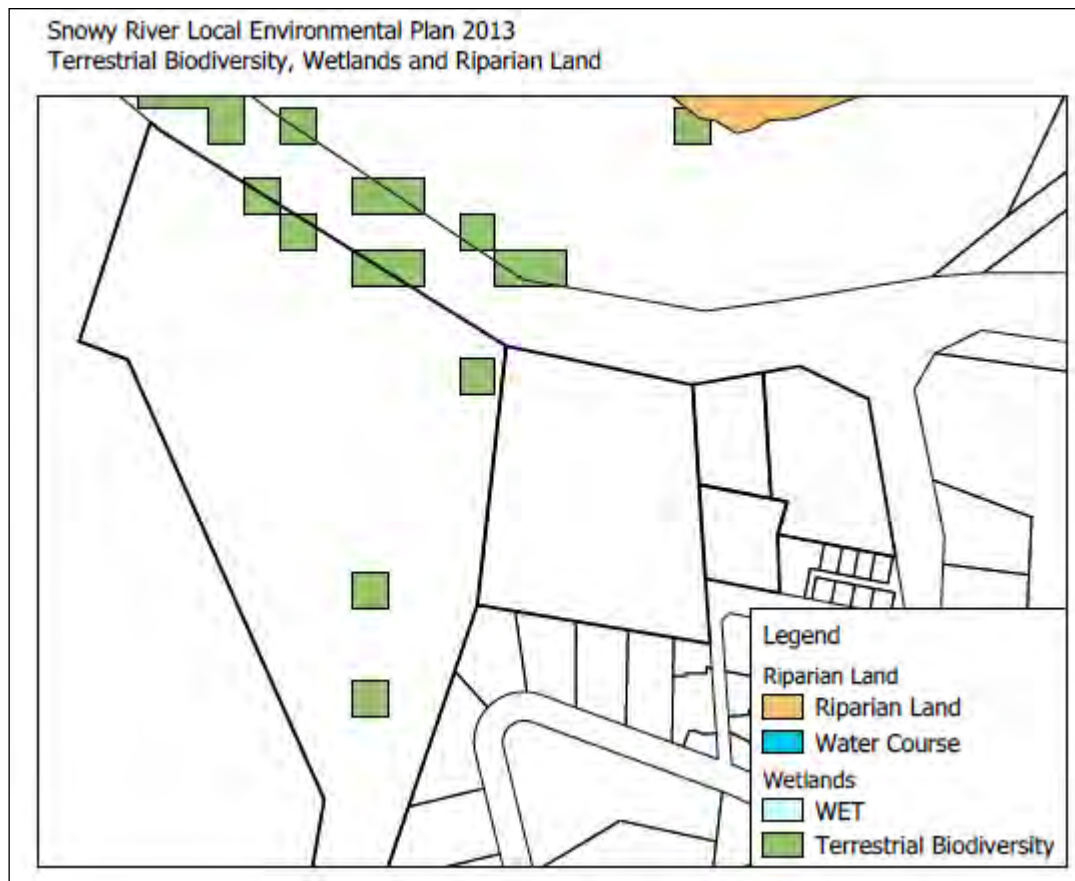 Snowy River Local Environmental Plan 2013
Terrestrial Biodiversity, Wetlands and Riparian Land
Legend
Riparian Land
Riparian Land
Water Course
Wetlands
WET
Terrestrial Biodiversity